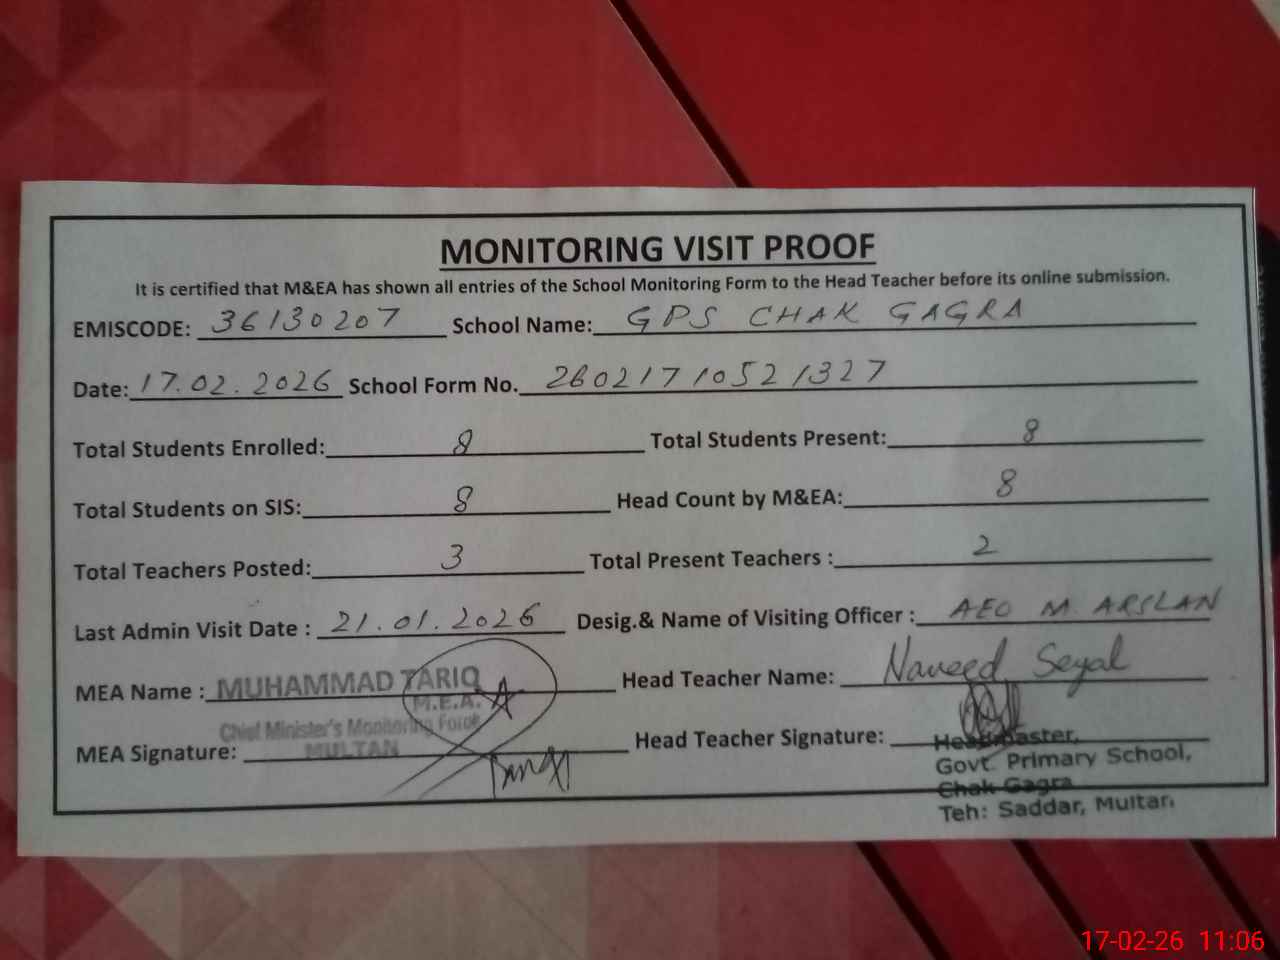 MONITORING VISIT PROOF
It is certified that M&EA has shown all entries of the School Monitoring Form to the Head Teacher before its online submission.
EMISCODE: 36130207 School Name: GPS CHAK GAGRA
Date: 17.02.2026 School Form No. 26021710521327
Total Students Enrolled: 8 Total Students Present: 8
Total Students on SIS: 8 Head Count by M&EA: 8
Total Teachers Posted: 3 Total Present Teachers : 2
Last Admin Visit Date : 21.01.2026 Desig.& Name of Visiting Officer : AEO M. ARSLAN
MEA Name : MUHAMMAD TARIQ Head Teacher Name: Naveed Seyal
M.E.A.
Chief Minister's Monitoring Force
MEA Signature: MULTAN Head Teacher Signature:
Headmaster,
Govt. Primary School,
Chak Gagra
Teh: Saddar, Multan.
17-02-26 11:06